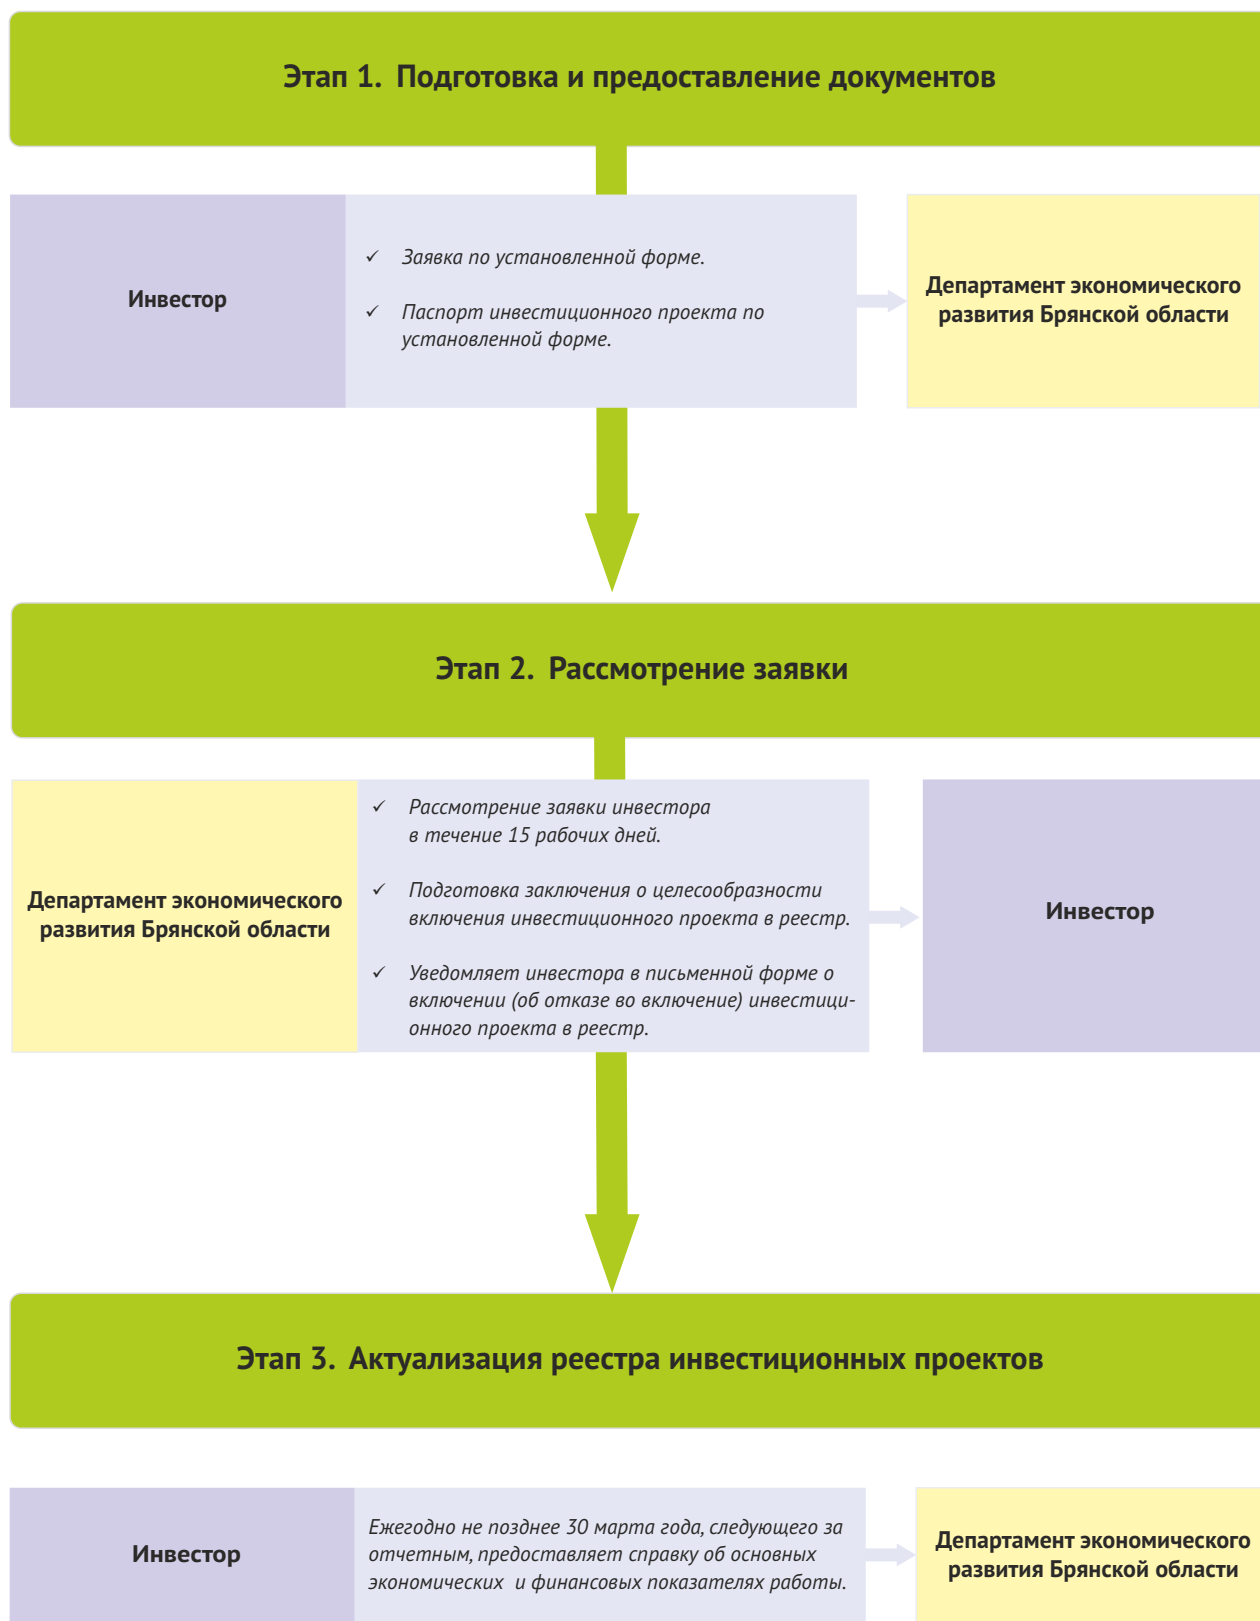 Этап 1. Подготовка и предоставление документов
Инвестор
✓ Заявка по установленной форме.
✓ Паспорт инвестиционного проекта по
установленной форме.
Департамент экономического
развития Брянской области
Этап 2. Рассмотрение заявки
Департамент экономического
развития Брянской области
✓ Рассмотрение заявки инвестора
в течение 15 рабочих дней.
✓ Подготовка заключения о целесообразности
включения инвестиционного проекта в реестр.
✓ Уведомляет инвестора в письменной форме о
включении (об отказе во включение) инвестици-
онного проекта в реестр.
Инвестор
Этап 3. Актуализация реестра инвестиционных проектов
Инвестор
Ежегодно не позднее 30 марта года, следующего за
отчетным, предоставляет справку об основных
экономических и финансовых показателях работы.
Департамент экономического
развития Брянской области